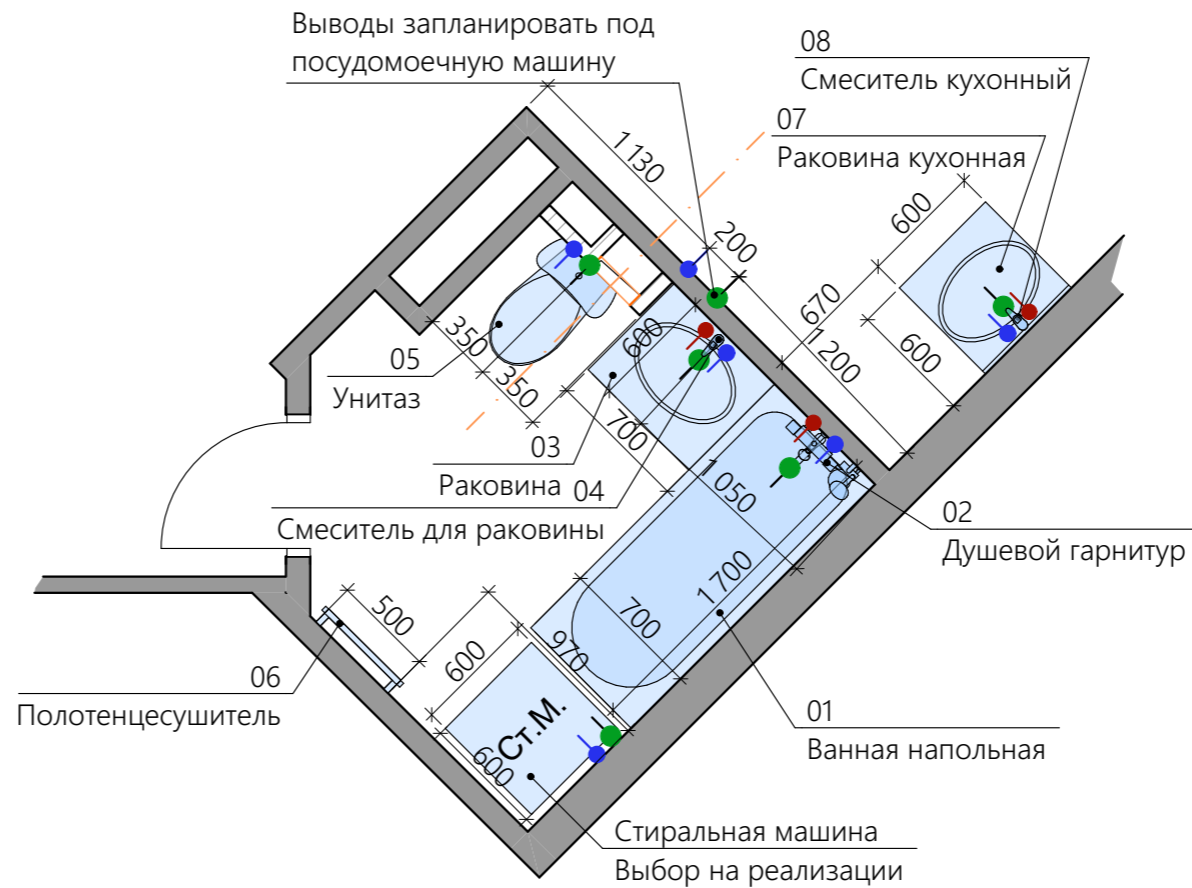 Выводы запланировать под
посудомоечную машину
08
Смеситель кухонный
07
Раковина кухонная
1130
200
600
670
600
1200
350
350
600
700
05
Унитаз
03
Раковина
04
Смеситель для раковины
1050
02
Душевой гарнитур
1700
700
970
500
600
06
Полотенцесушитель
Ст.М.
600
01
Ванная напольная
Стиральная машина
Выбор на реализации